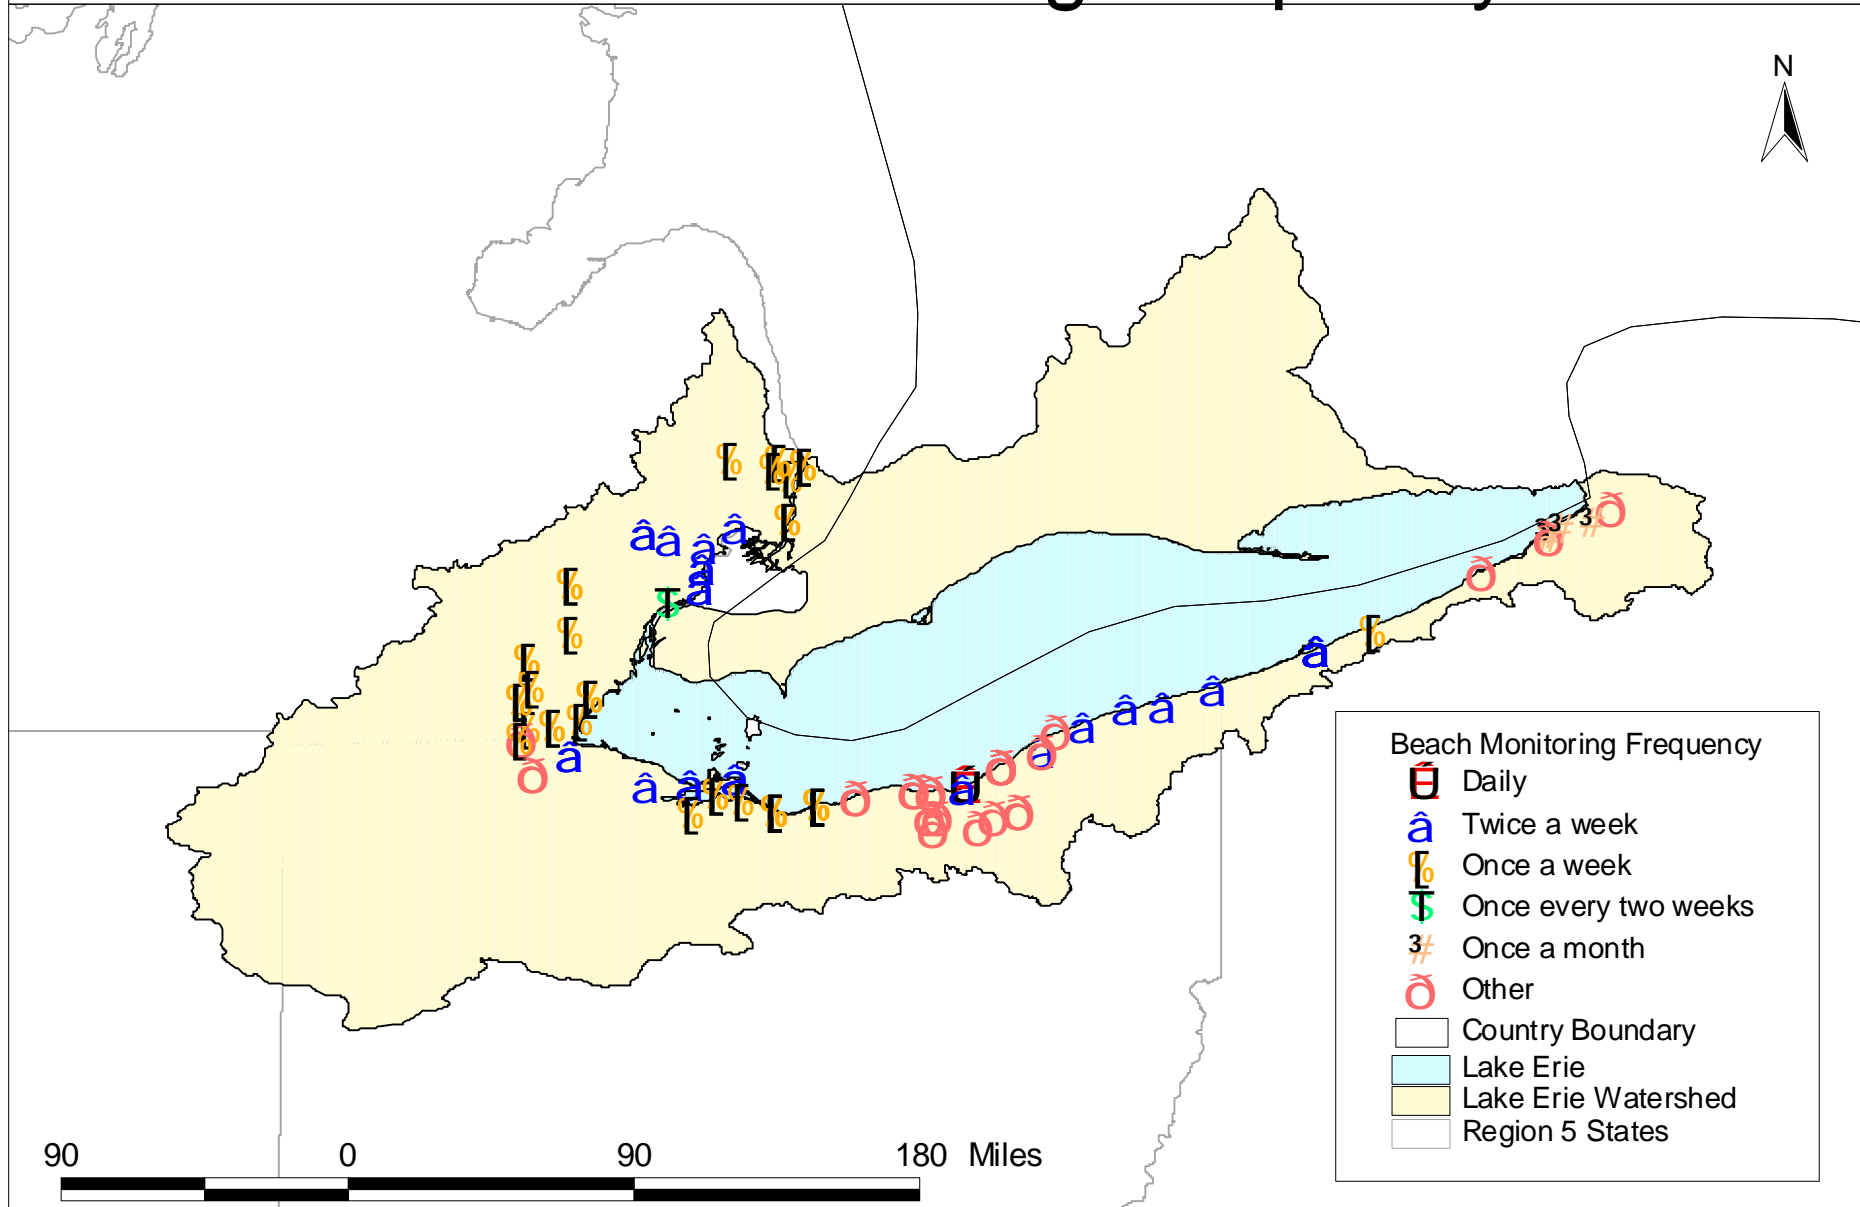 N
Beach Monitoring Frequency
Daily
Twice a week
Once a week
Once every two weeks
Once a month
Other
Country Boundary
Lake Erie
Lake Erie Watershed
Region 5 States
90 0 90 180 Miles